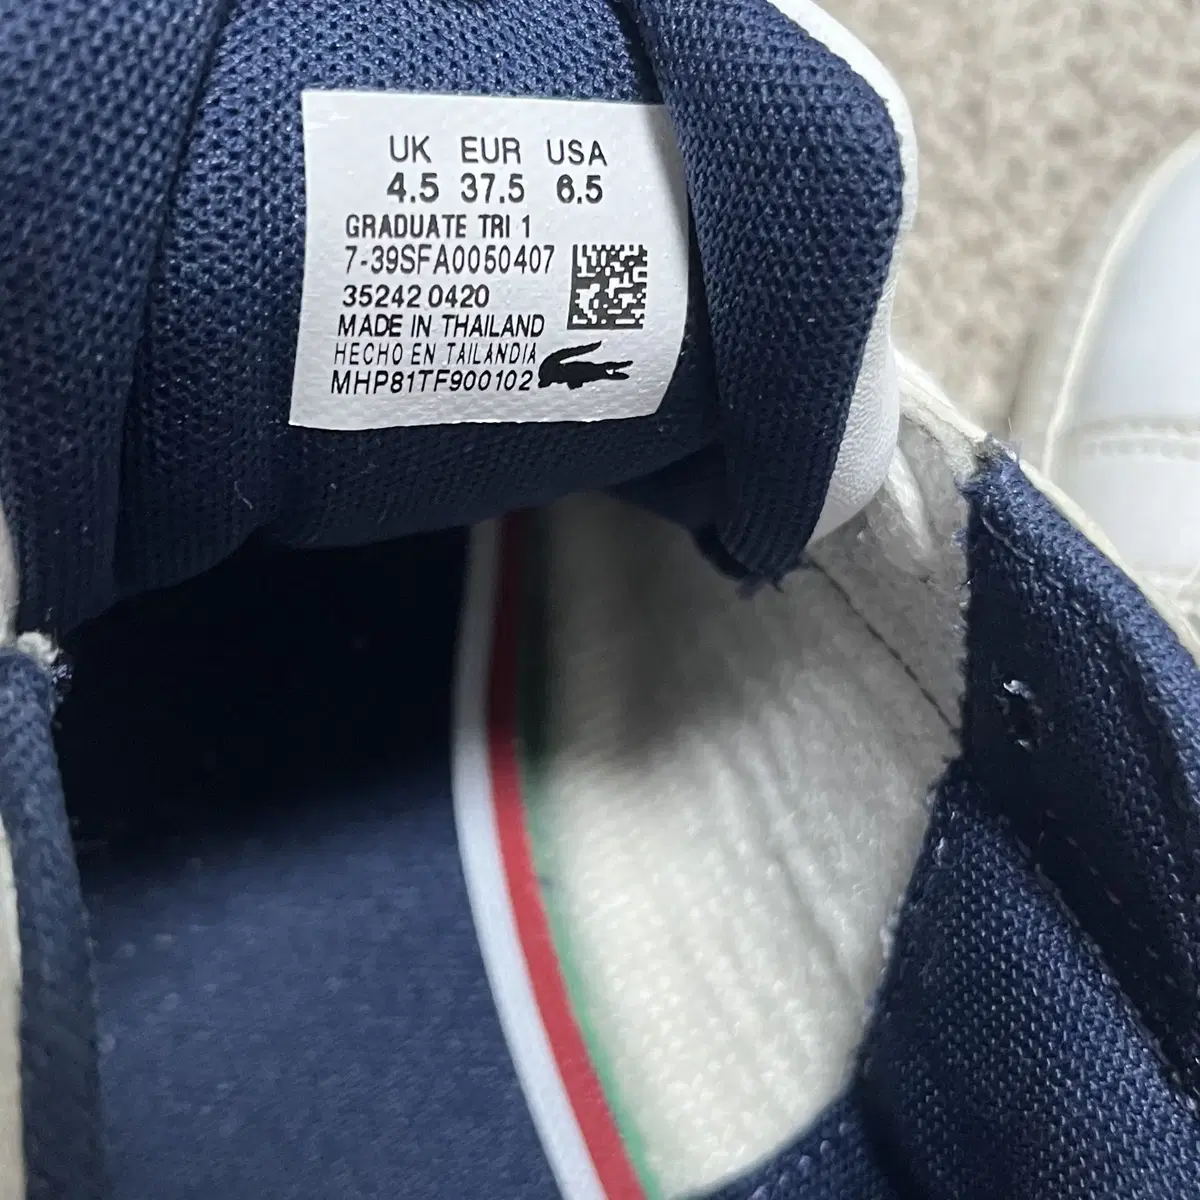 UK EUR USA
4.5 37.5 6.5
GRADUATE TRI 1
7-39SFA0050407
35242 0420
MADE IN THAILAND
HECHO EN TAILANDIA
MHP81TF900102